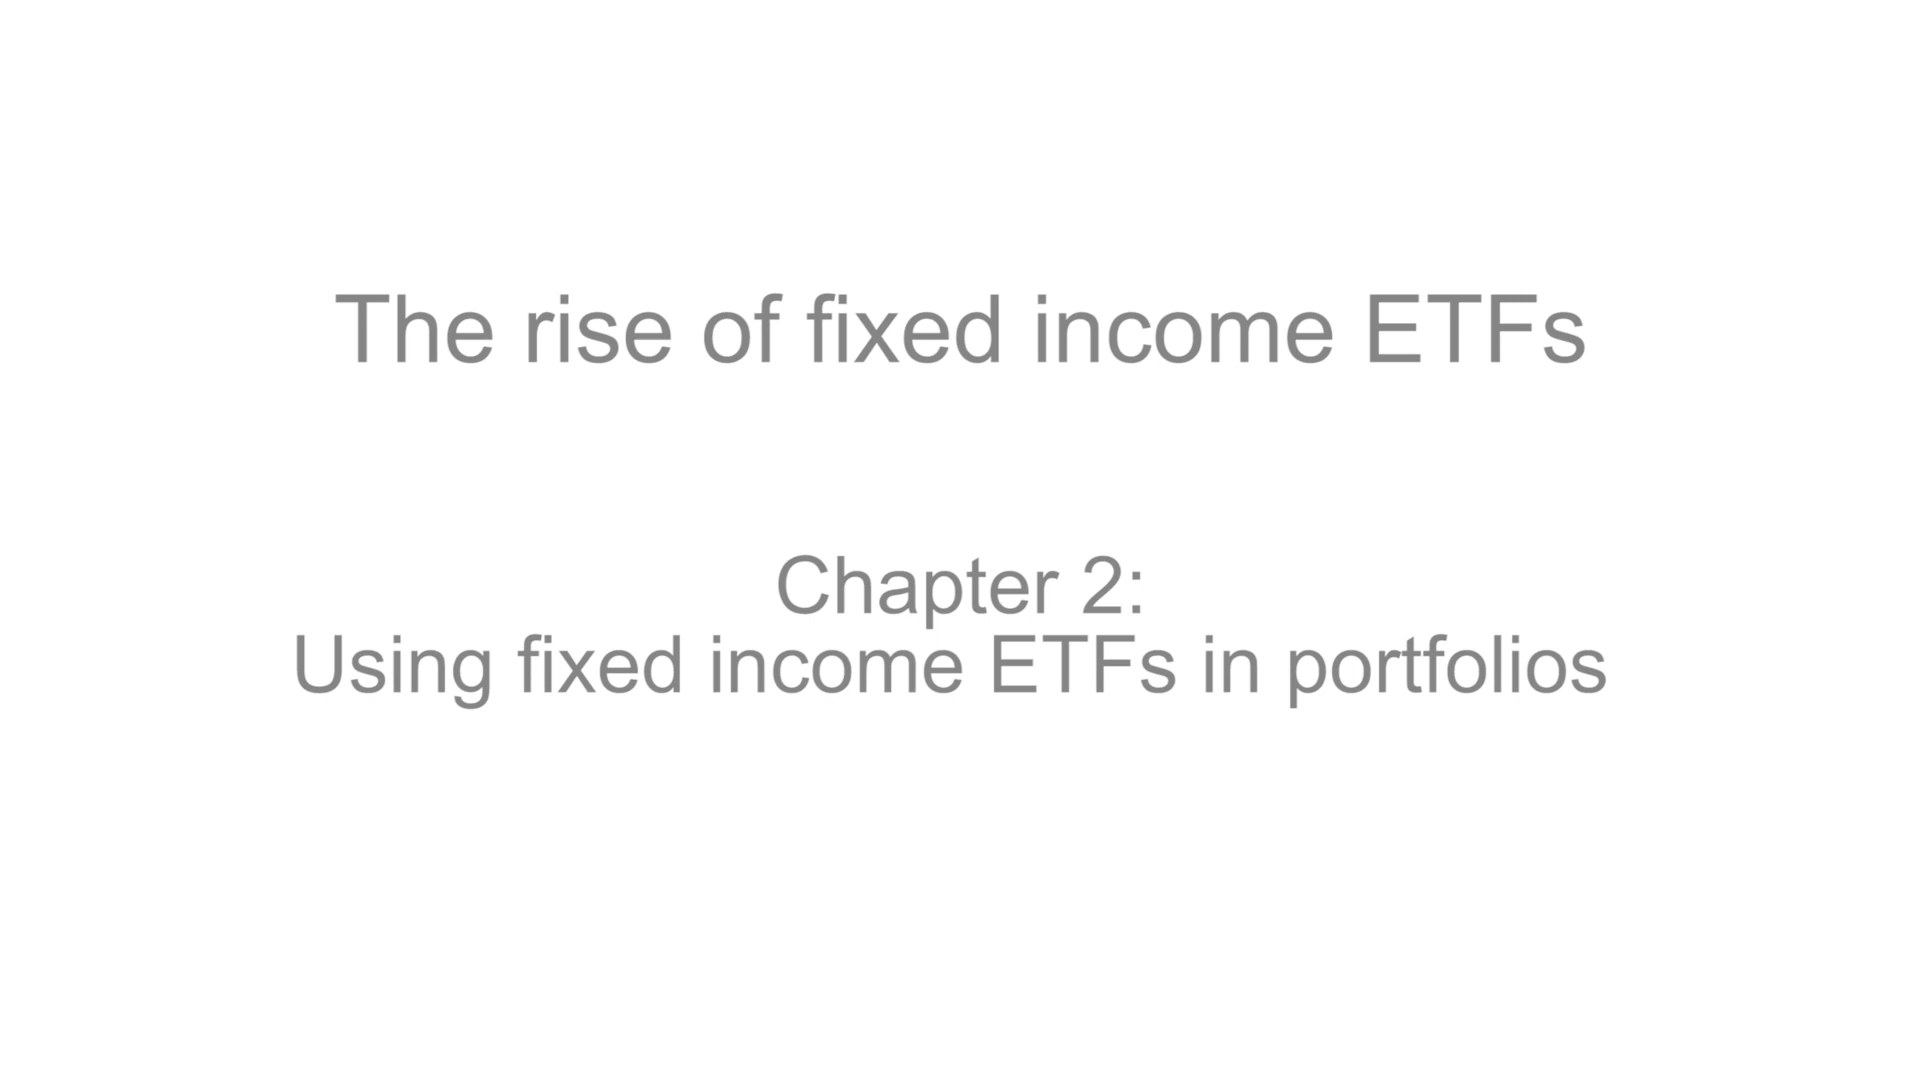 The rise of fixed income ETFs
Chapter 2:
Using fixed income ETFs in portfolios